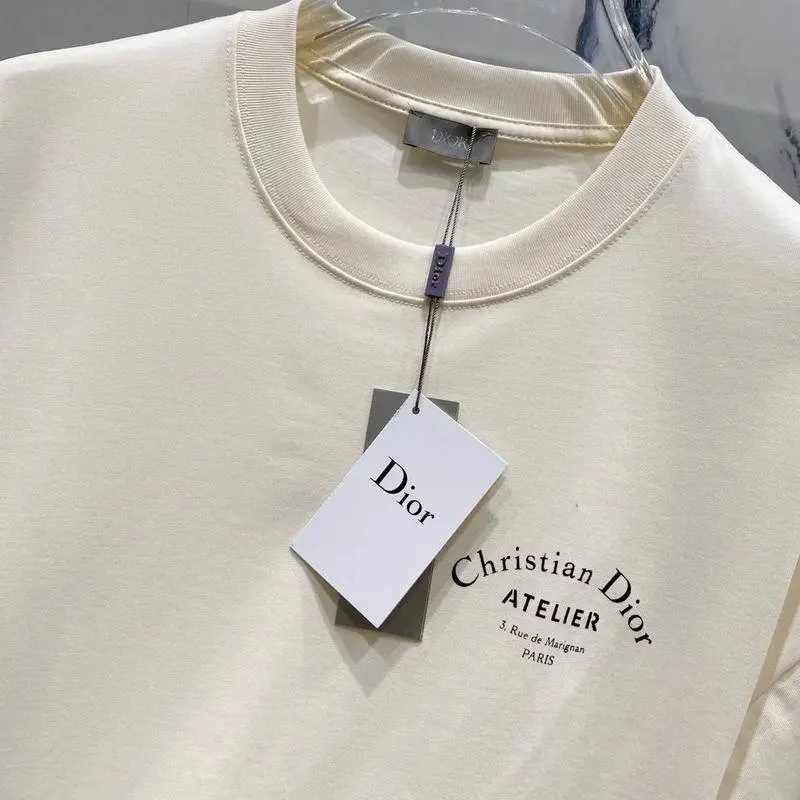 DIOR
Dior
Dior
Christian Dior
ATELIER
3, Rue de Marignan
PARIS